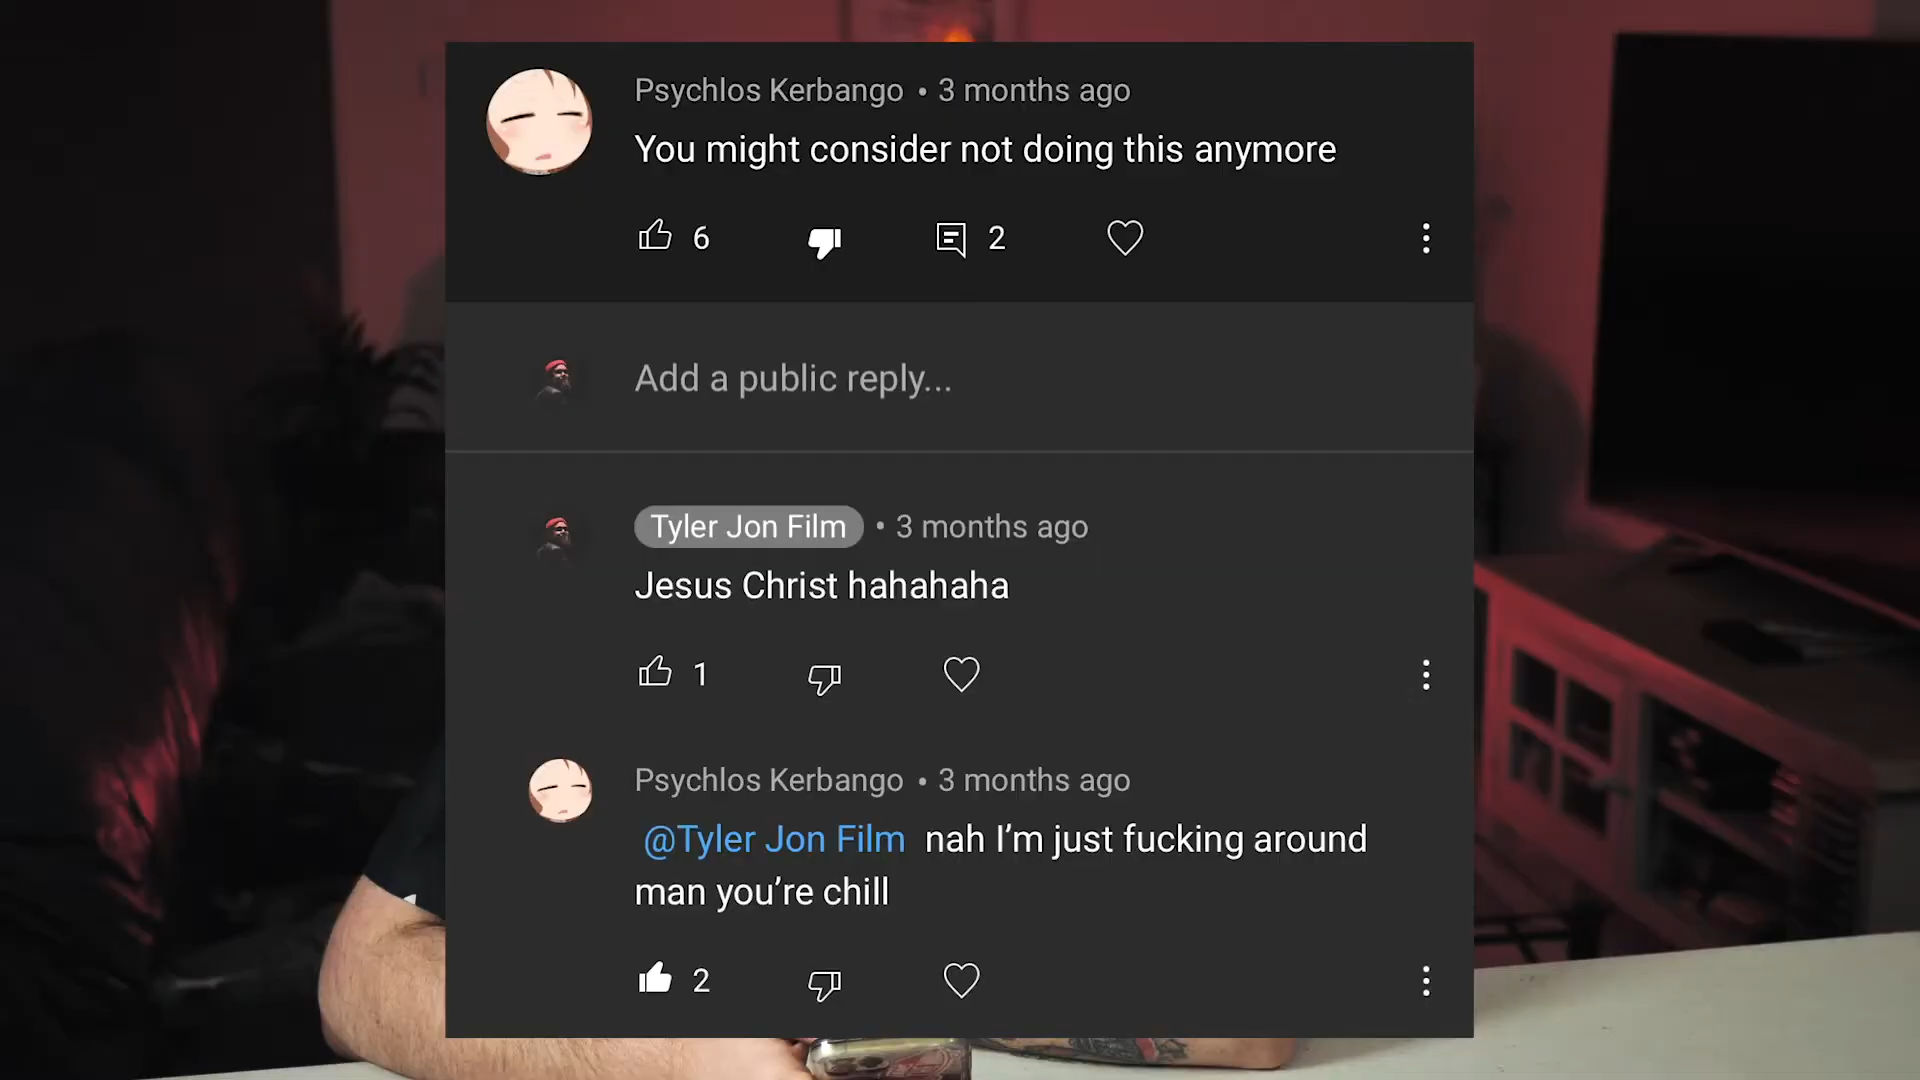 Psychlos Kerbango • 3 months ago
You might consider not doing this anymore
6 2
Add a public reply...
Tyler Jon Film • 3 months ago
Jesus Christ hahahaha
1
Psychlos Kerbango • 3 months ago
@Tyler Jon Film nah I’m just fucking around
man you’re chill
2